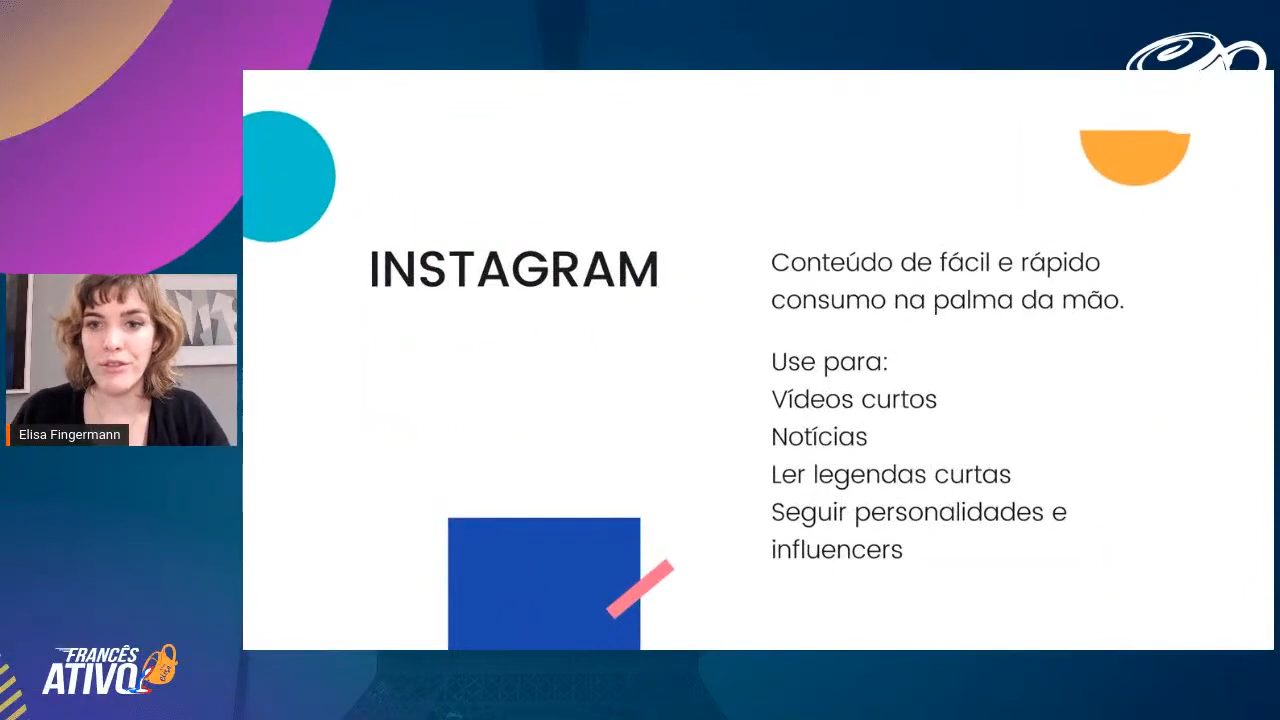 INSTAGRAM
Conteúdo de fácil e rápido
consumo na palma da mão.
Use para:
Vídeos curtos
Notícias
Ler legendas curtas
Seguir personalidades e
influencers
Elisa Fingermann
FRANCÊS
ATIVO